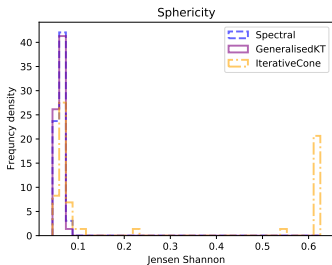 Sphericity
Spectral
GeneralisedKT
IterativeCone
40
35
30
25
20
15
10
5
0
Frequncy density
0.1 0.2 0.3 0.4 0.5 0.6
Jensen Shannon